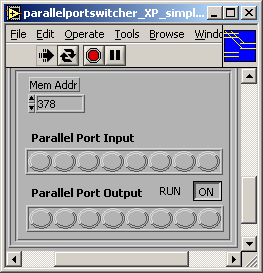 parallelportswitcher_XP_simpl...
File Edit Operate Tools Browse Windo
Mem Addr
378
Parallel Port Input
Parallel Port Output RUN ON